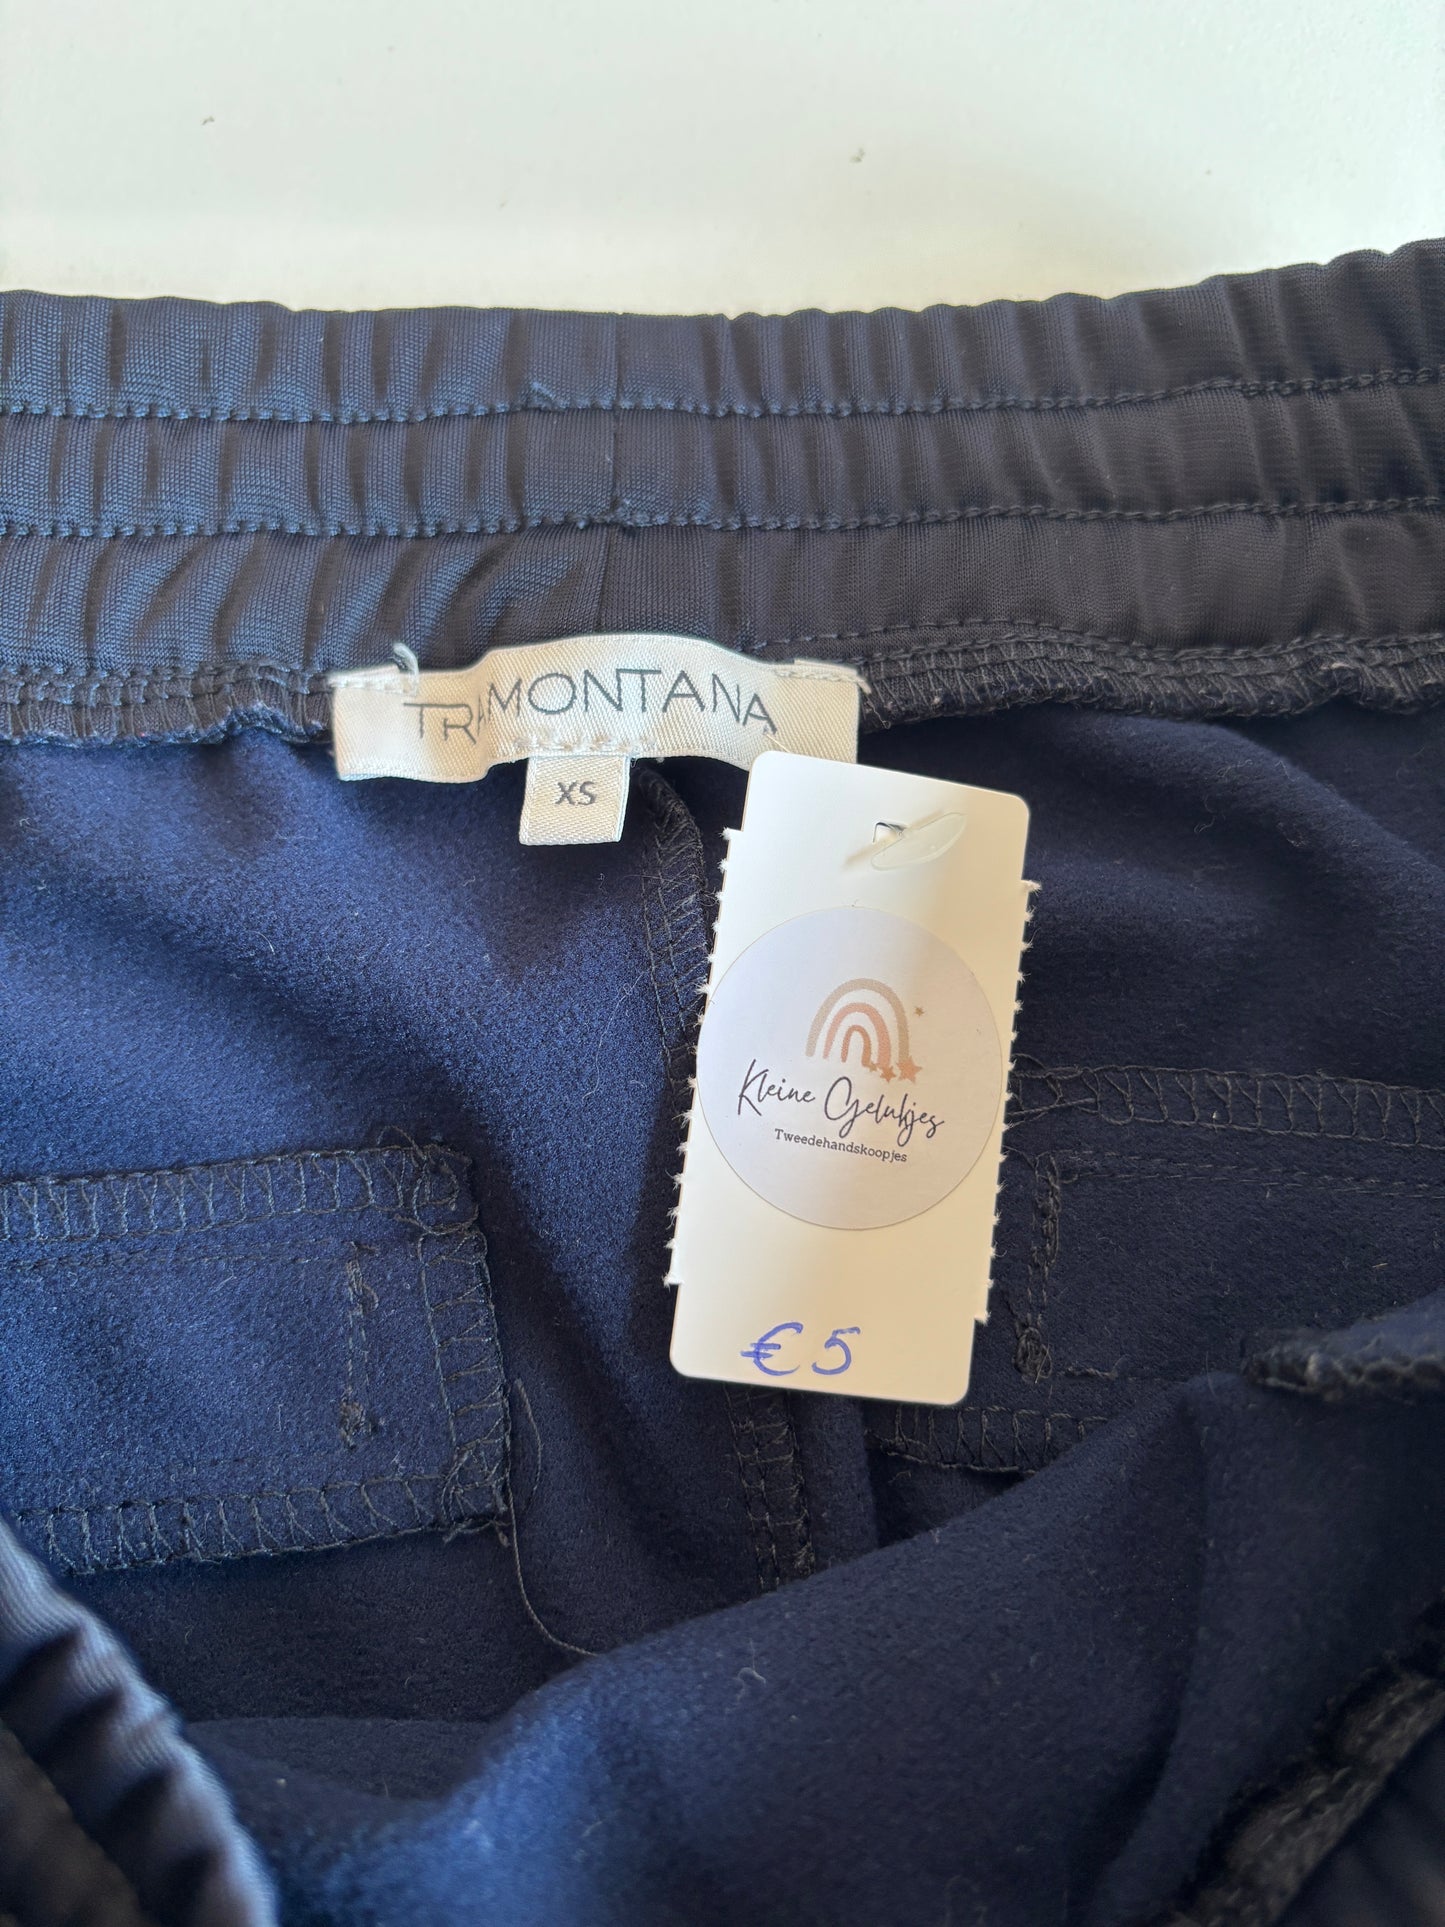 TRAMONTANA
XS
Kleine Gelukjes
Tweedehandskoopjes
€5